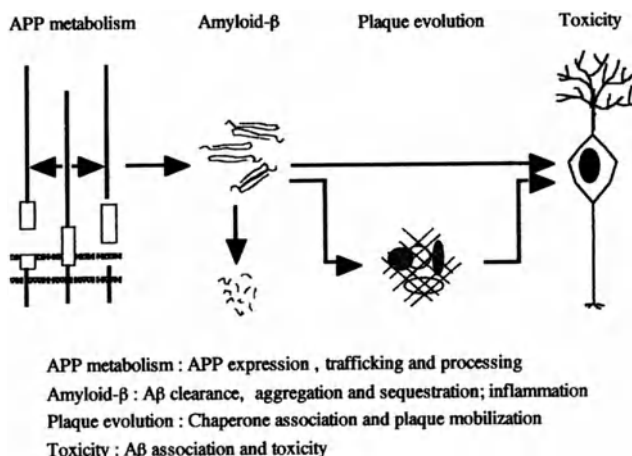 APP metabolism Amyloid-β Plaque evolution Toxicity
APP metabolism : APP expression , trafficking and processing
Amyloid-β : Aβ clearance, aggregation and sequestration; inflammation
Plaque evolution : Chaperone association and plaque mobilization
Toxicity : Aβ association and toxicity